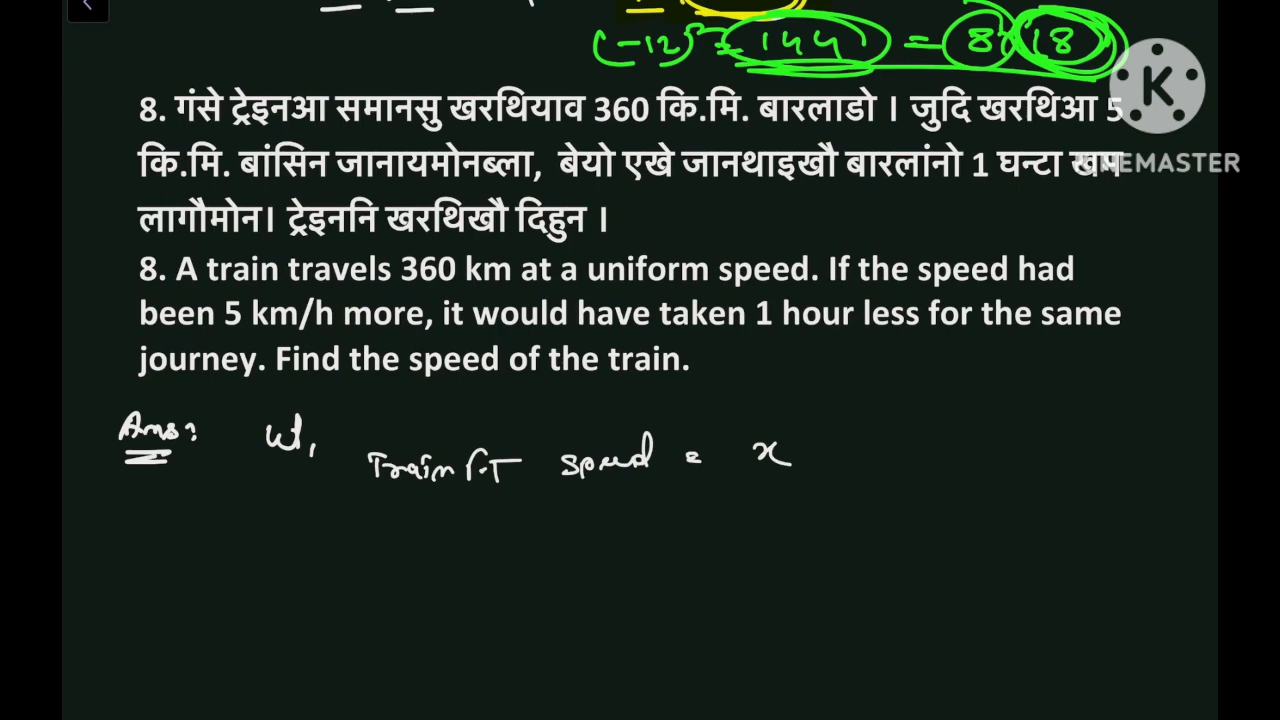 (-12)² = 144 = 8 × 18
8. गंसे ट्रेइनआ समानसु खरथियाव 360 कि.मि. बारलाडो । जुदि खरथिआ 5
कि.मि. बांसिन जानायमोनब्ला, बेयो एखे जानथाइखौ बारलांनो 1 घन्टा खम
लागौमोन। ट्रेइननि खरथिखौ दिहुन ।
KINEMASTER
8. A train travels 360 km at a uniform speed. If the speed had
been 5 km/h more, it would have taken 1 hour less for the same
journey. Find the speed of the train.
Ans:
Train speed = x